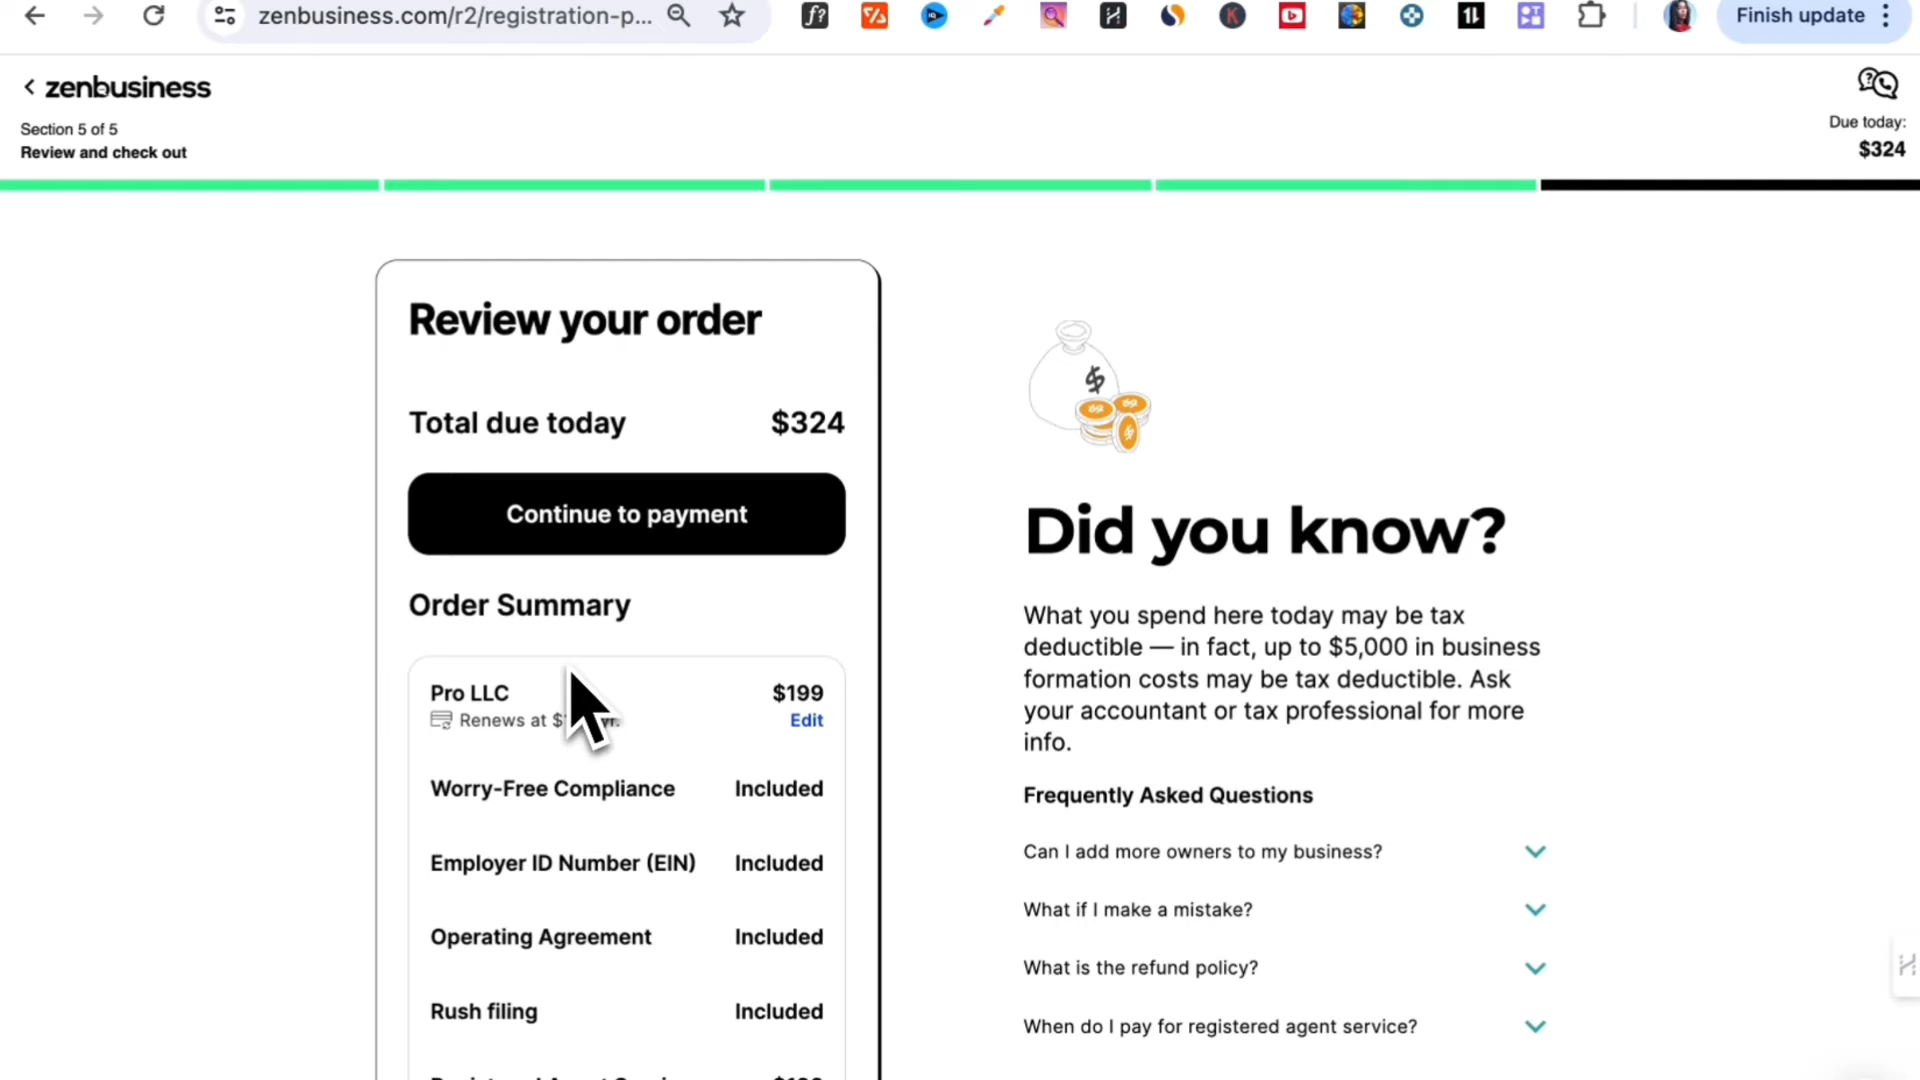 zenbusiness.com/r2/registration-p...
Finish update
zenbusiness
Section 5 of 5
Review and check out
Due today:
$324
Review your order
Total due today $324
Continue to payment
Order Summary
Pro LLC $199
Renews at $ yr. Edit
Worry-Free Compliance Included
Employer ID Number (EIN) Included
Operating Agreement Included
Rush filing Included
Did you know?
What you spend here today may be tax
deductible — in fact, up to $5,000 in business
formation costs may be tax deductible. Ask
your accountant or tax professional for more
info.
Frequently Asked Questions
Can I add more owners to my business?
What if I make a mistake?
What is the refund policy?
When do I pay for registered agent service?